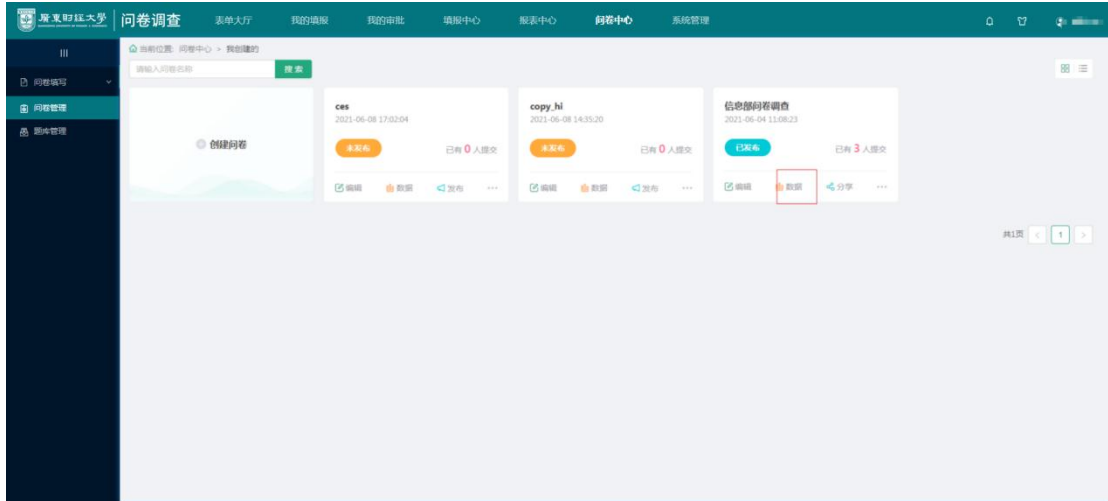 广东财经大学 问卷调查 表单大厅 我的填报 我的审批 填报中心 报表中心 问卷中心 系统管理
当前位置: 问卷中心 > 我创建的
请输入问卷名称 搜索
问卷填写
问卷管理
题库管理
创建问卷
ces
2021-06-08 17:02:04
未发布 已有 0 人提交
编辑 数据 发布 ...
copy_hi
2021-06-08 14:35:20
未发布 已有 0 人提交
编辑 数据 发布 ...
信息部问卷调查
2021-06-04 11:08:23
已发布 已有 3 人提交
编辑 数据 分享 ...
共1页 < 1 >